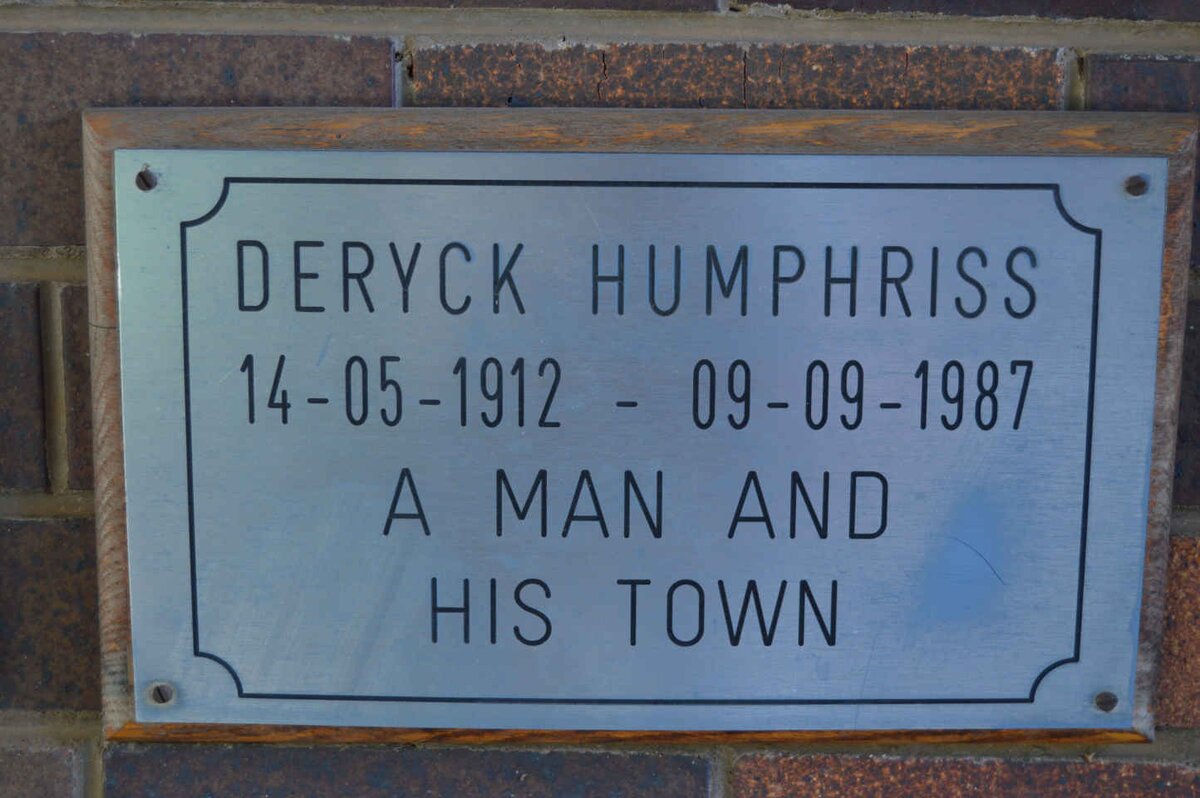 DERYCK HUMPHRISS
14-05-1912 - 09-09-1987
A MAN AND
HIS TOWN